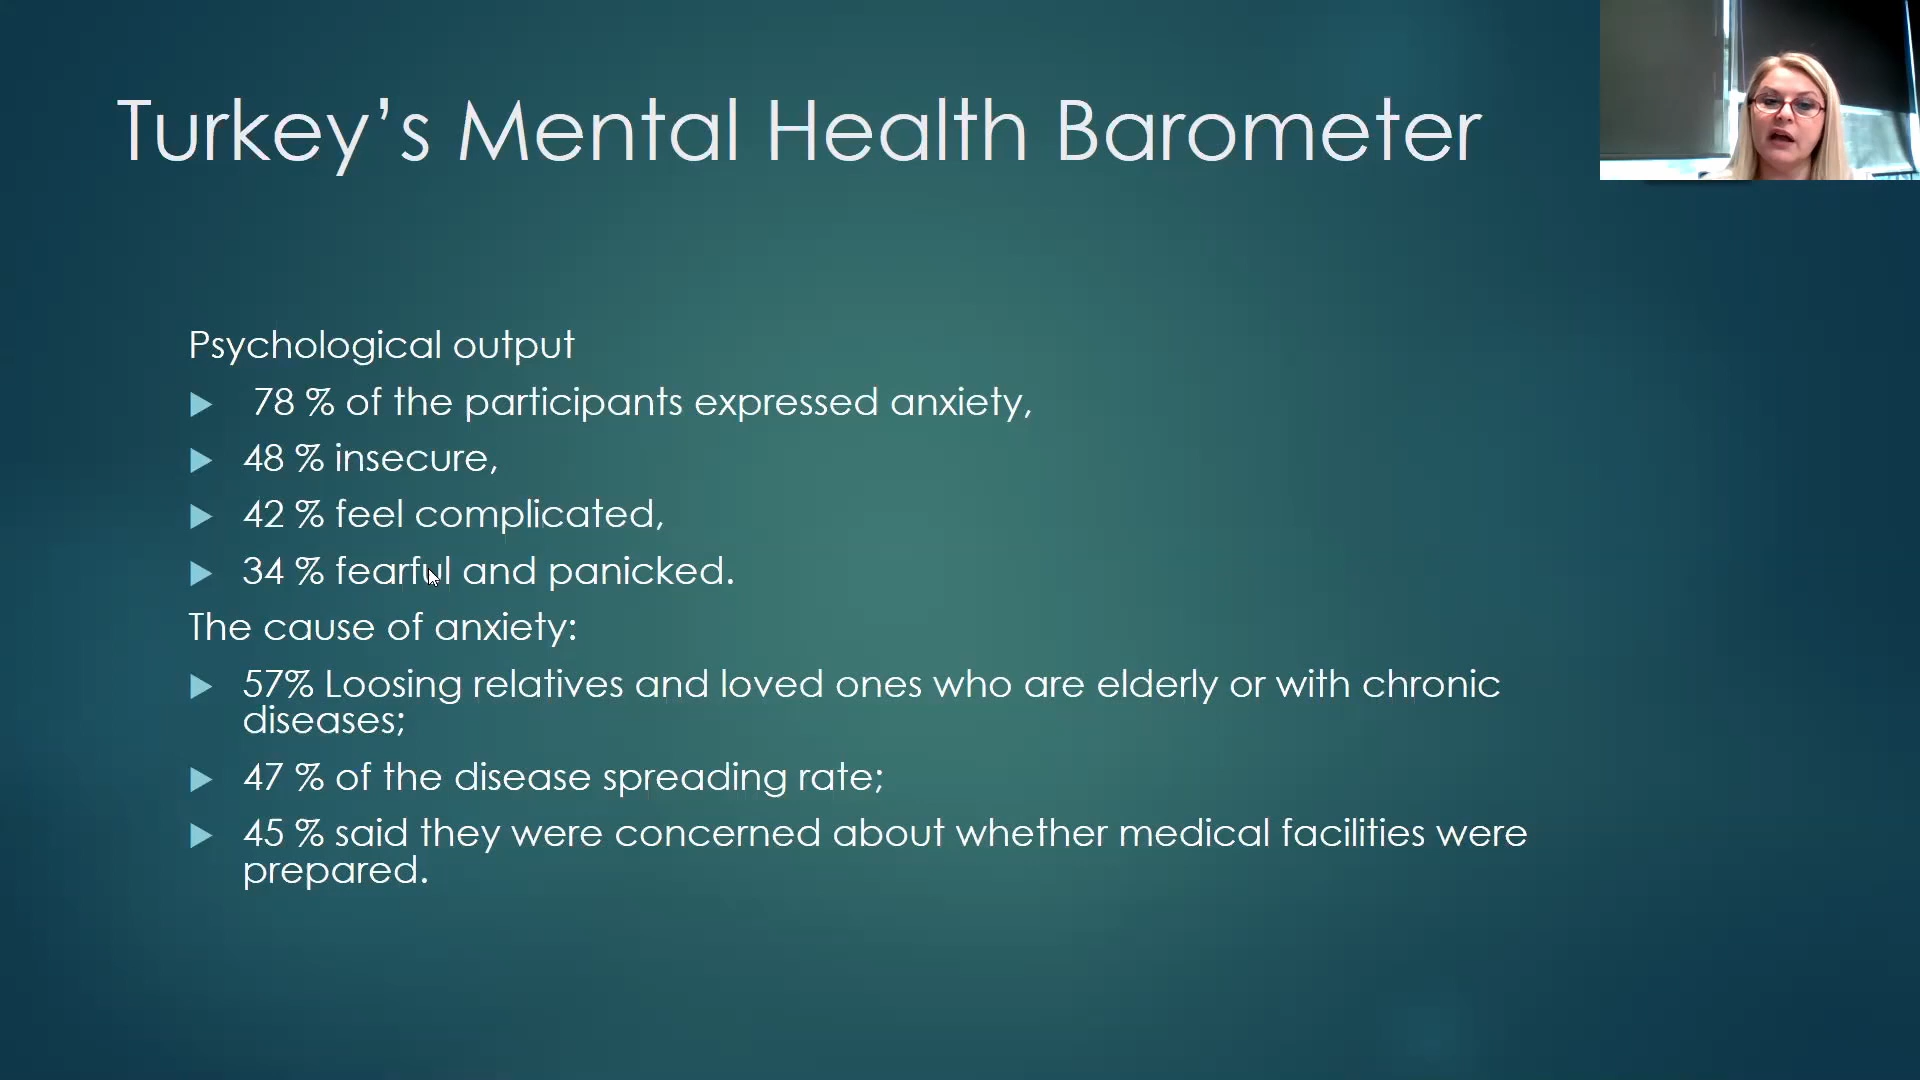 Turkey’s Mental Health Barometer
Psychological output
78 % of the participants expressed anxiety,
48 % insecure,
42 % feel complicated,
34 % fearful and panicked.
The cause of anxiety:
57% Loosing relatives and loved ones who are elderly or with chronic
diseases;
47 % of the disease spreading rate;
45 % said they were concerned about whether medical facilities were
prepared.